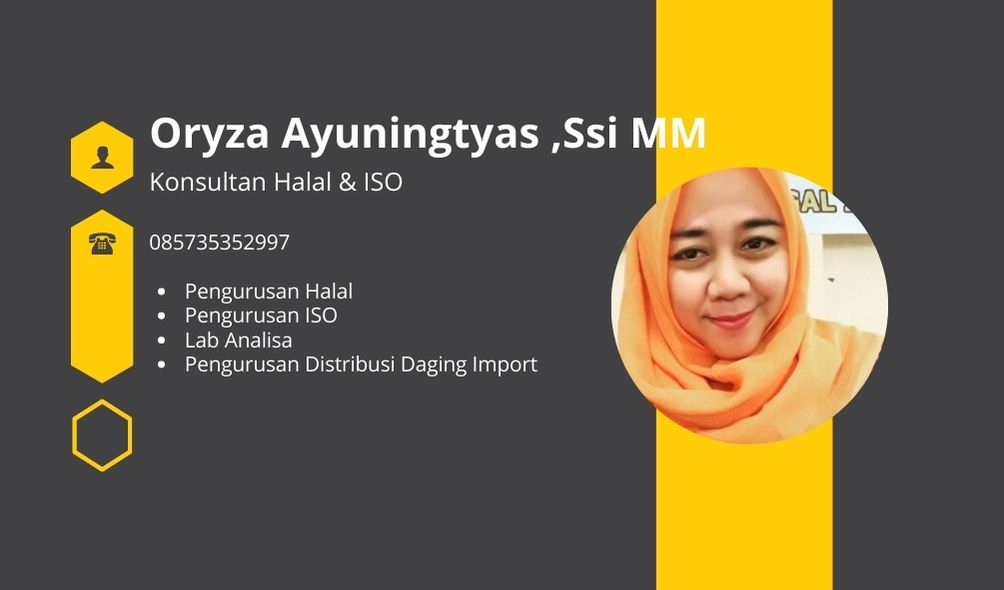 Oryza Ayuningtyas ,Ssi MM
Konsultan Halal & ISO
085735352997
• Pengurusan Halal
• Pengurusan ISO
• Lab Analisa
• Pengurusan Distribusi Daging Import